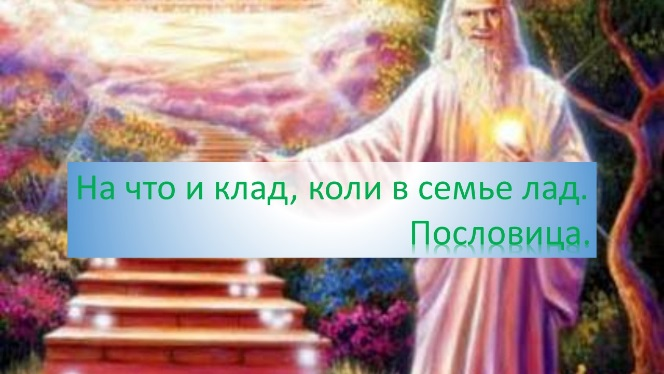 На что и клад, коли в семье лад.
Пословица.